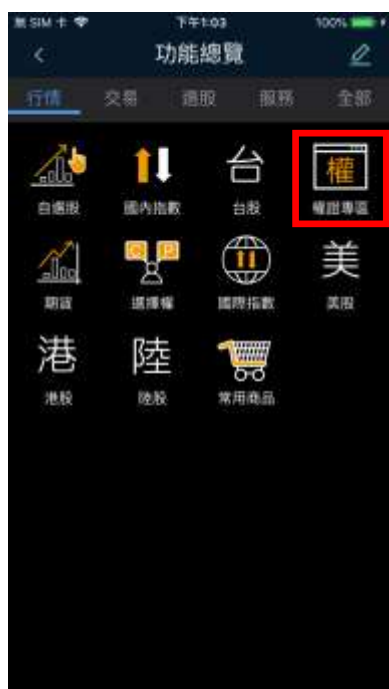 無 SIM 卡 下午1:03 100%
功能總覽
行情 交易 選股 服務 全部
台 權
自選股 國內指數 台股 權證專區
C P 美
期貨 選擇權 國際指數 美股
港 陸
港股 陸股 常用商品